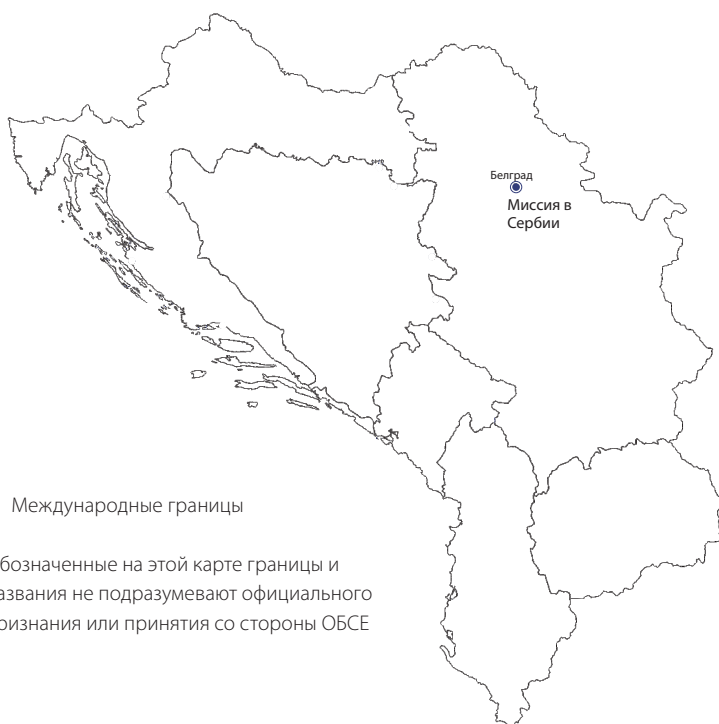 Белград
Миссия в
Сербии
Международные границы
бозначенные на этой карте границы и
азвания не подразумевают официального
ризнания или принятия со стороны ОБСЕ